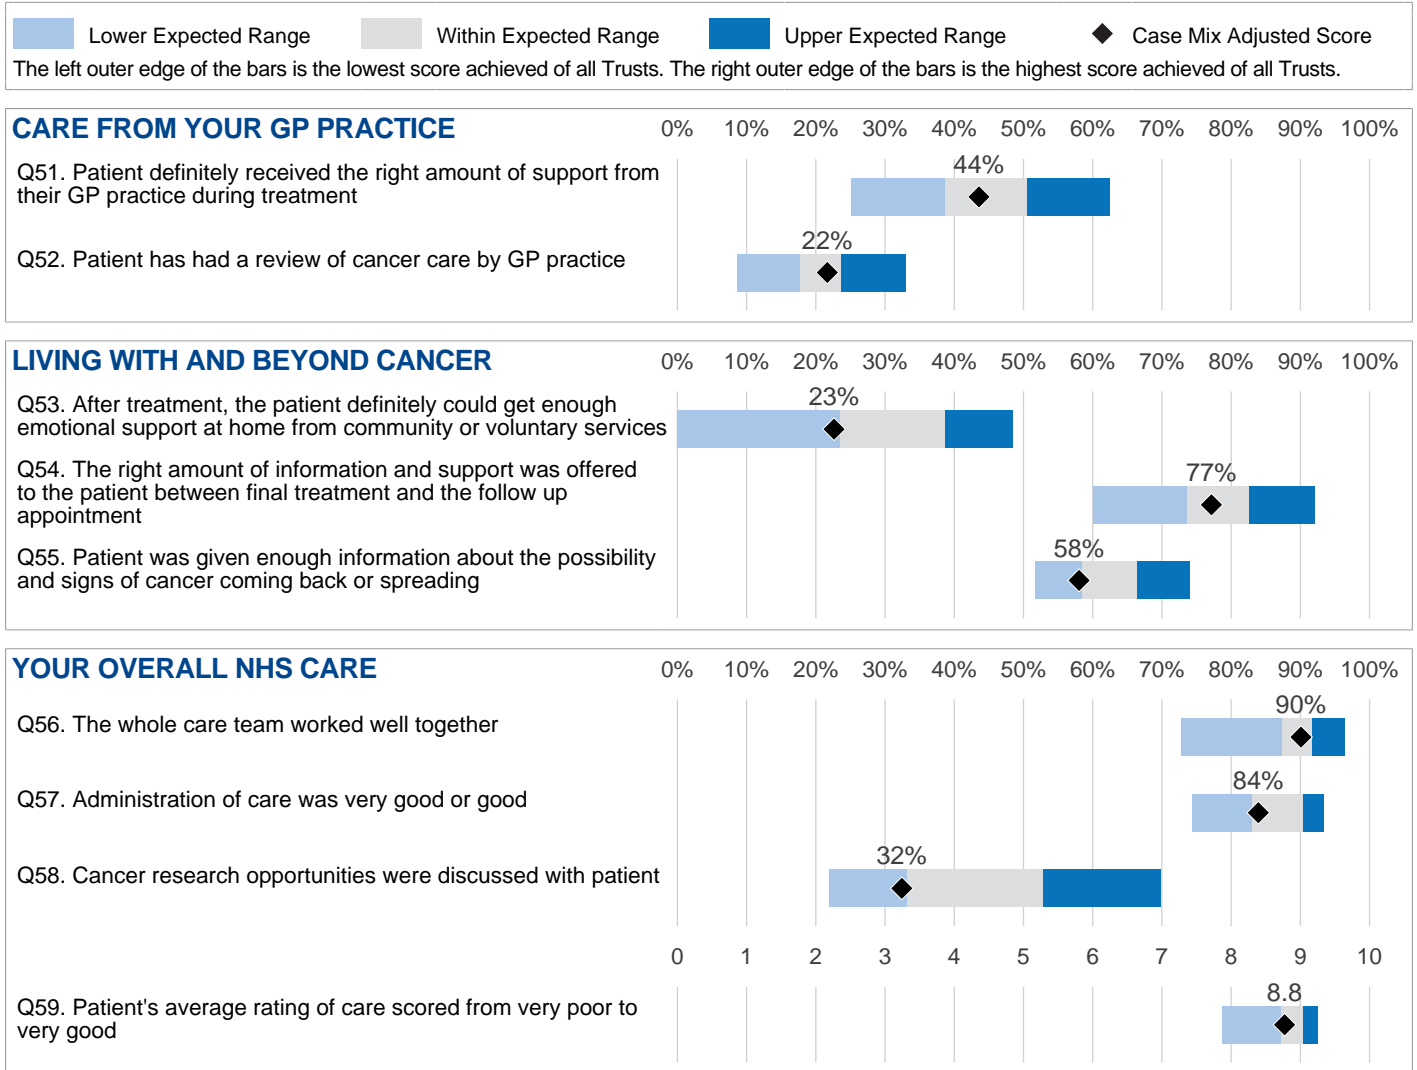 Lower Expected Range Within Expected Range Upper Expected Range Case Mix Adjusted Score
The left outer edge of the bars is the lowest score achieved of all Trusts. The right outer edge of the bars is the highest score achieved of all Trusts.
CARE FROM YOUR GP PRACTICE 0% 10% 20% 30% 40% 50% 60% 70% 80% 90% 100%
Q51. Patient definitely received the right amount of support from
their GP practice during treatment
44%
Q52. Patient has had a review of cancer care by GP practice
22%
LIVING WITH AND BEYOND CANCER 0% 10% 20% 30% 40% 50% 60% 70% 80% 90% 100%
Q53. After treatment, the patient definitely could get enough
emotional support at home from community or voluntary services
23%
Q54. The right amount of information and support was offered
to the patient between final treatment and the follow up
appointment
77%
Q55. Patient was given enough information about the possibility
and signs of cancer coming back or spreading
58%
YOUR OVERALL NHS CARE 0% 10% 20% 30% 40% 50% 60% 70% 80% 90% 100%
Q56. The whole care team worked well together
90%
Q57. Administration of care was very good or good
84%
Q58. Cancer research opportunities were discussed with patient
32%
0 1 2 3 4 5 6 7 8 9 10
Q59. Patient's average rating of care scored from very poor to
very good
8.8